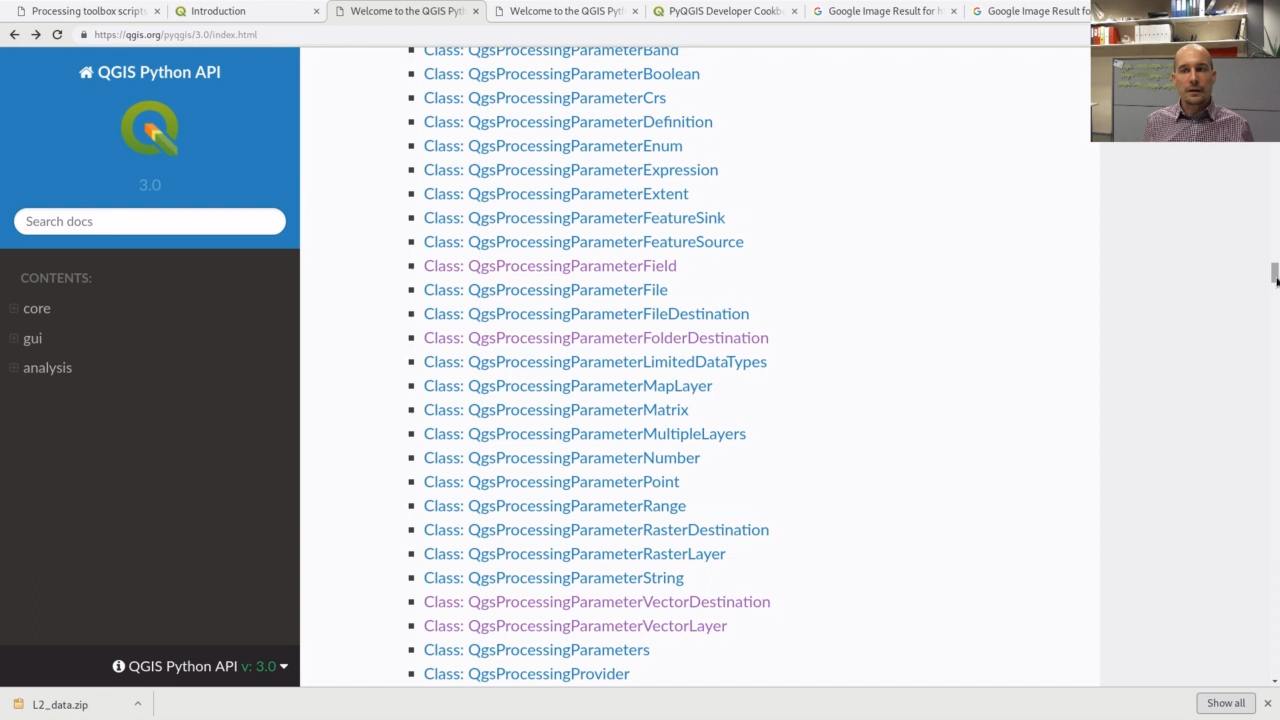 Processing toolbox scripts
Introduction
Welcome to the QGIS Pyth
Welcome to the QGIS Pyth
PyQGIS Developer Cookb
Google Image Result for h
Google Image Result fo
https://qgis.org/pyqgis/3.0/index.html
QGIS Python API
3.0
Search docs
CONTENTS:
core
gui
analysis
QGIS Python API v: 3.0
Class: QgsProcessingParameterBand
Class: QgsProcessingParameterBoolean
Class: QgsProcessingParameterCrs
Class: QgsProcessingParameterDefinition
Class: QgsProcessingParameterEnum
Class: QgsProcessingParameterExpression
Class: QgsProcessingParameterExtent
Class: QgsProcessingParameterFeatureSink
Class: QgsProcessingParameterFeatureSource
Class: QgsProcessingParameterField
Class: QgsProcessingParameterFile
Class: QgsProcessingParameterFileDestination
Class: QgsProcessingParameterFolderDestination
Class: QgsProcessingParameterLimitedDataTypes
Class: QgsProcessingParameterMapLayer
Class: QgsProcessingParameterMatrix
Class: QgsProcessingParameterMultipleLayers
Class: QgsProcessingParameterNumber
Class: QgsProcessingParameterPoint
Class: QgsProcessingParameterRange
Class: QgsProcessingParameterRasterDestination
Class: QgsProcessingParameterRasterLayer
Class: QgsProcessingParameterString
Class: QgsProcessingParameterVectorDestination
Class: QgsProcessingParameterVectorLayer
Class: QgsProcessingParameters
Class: QgsProcessingProvider
L2_data.zip
Show all